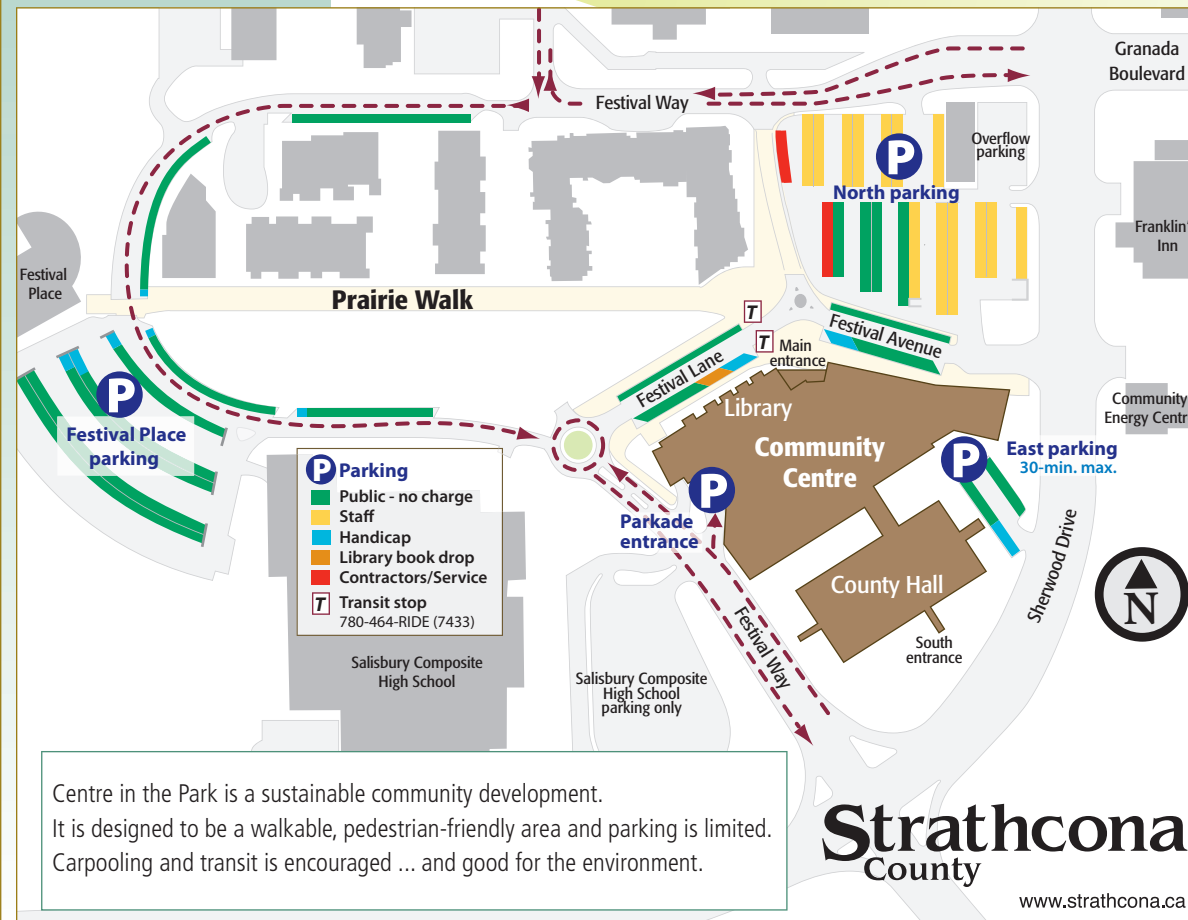 Granada
Boulevard
Festival Way
Overflow
parking
P
North parking
Franklin's
Inn
Festival
Place
Prairie Walk
T
T
Festival Avenue
Main
entrance
Festival Lane
Library
Community
Energy Centr
P
Festival Place
parking
Community
Centre
P
East parking
30-min. max.
P
Parkade
entrance
P Parking
Public - no charge
Staff
Handicap
Library book drop
Contractors/Service
T Transit stop
780-464-RIDE (7433)
County Hall
Sherwood Drive
N
Festival Way
South
entrance
Salisbury Composite
High School
Salisbury Composite
High School
parking only
Centre in the Park is a sustainable community development.
It is designed to be a walkable, pedestrian-friendly area and parking is limited.
Carpooling and transit is encouraged ... and good for the environment.
Strathcona
County
www.strathcona.ca